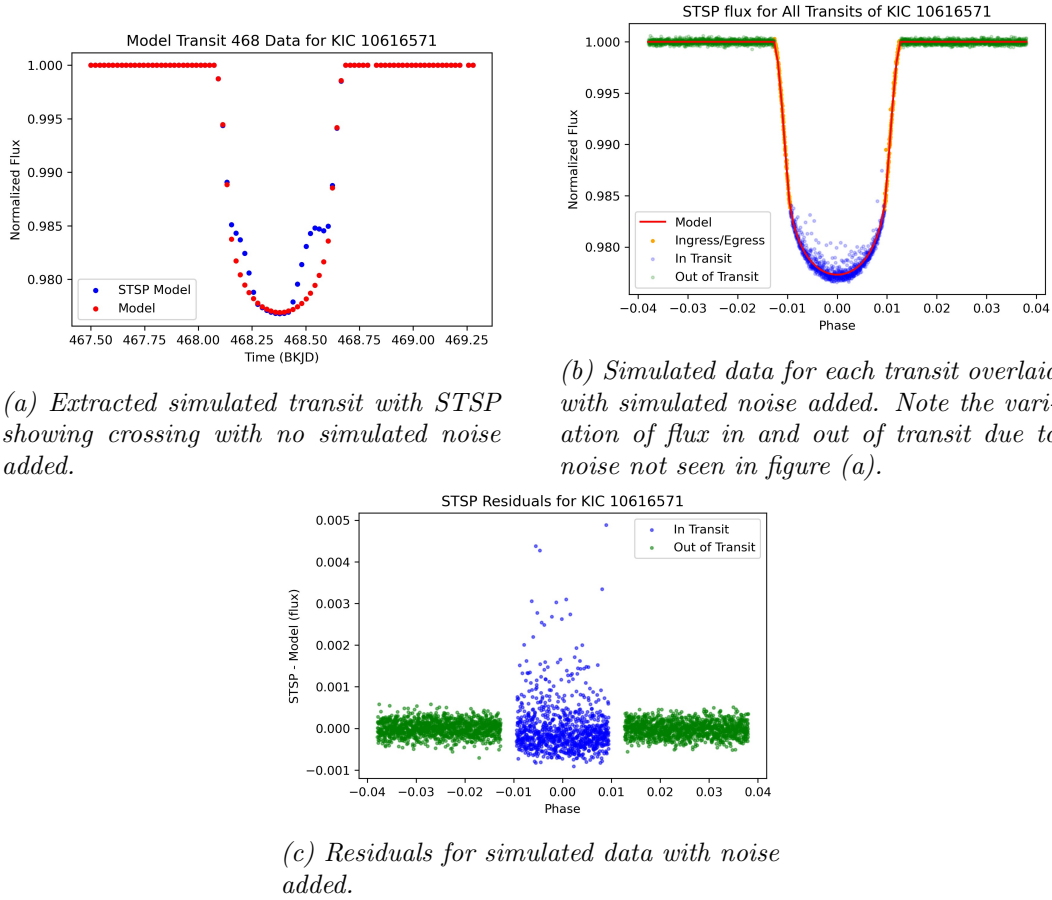 Model Transit 468 Data for KIC 10616571
1.000
0.995
0.990
0.985
0.980
Normalized Flux
STSP Model
Model
467.50 467.75 468.00 468.25 468.50 468.75 469.00 469.25
Time (BKJD)
(a) Extracted simulated transit with STSP
showing crossing with no simulated noise
added.
STSP flux for All Transits of KIC 10616571
1.000
0.995
0.990
0.985
0.980
Normalized Flux
Model
Ingress/Egress
In Transit
Out of Transit
−0.04 −0.03 −0.02 −0.01 0.00 0.01 0.02 0.03 0.04
Phase
(b) Simulated data for each transit overlaid
with simulated noise added. Note the vari-
ation of flux in and out of transit due to
noise not seen in figure (a).
STSP Residuals for KIC 10616571
0.005
0.004
0.003
0.002
0.001
0.000
−0.001
STSP - Model (flux)
In Transit
Out of Transit
−0.04 −0.03 −0.02 −0.01 0.00 0.01 0.02 0.03 0.04
Phase
(c) Residuals for simulated data with noise
added.